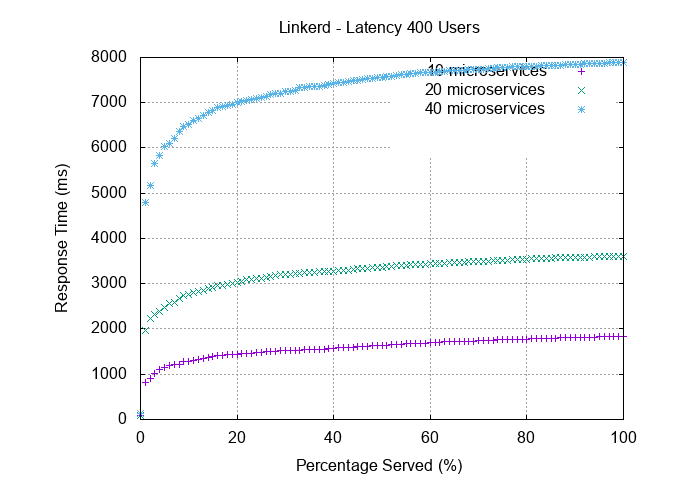 Linkerd - Latency 400 Users
8000
7000
6000
5000
4000
3000
2000
1000
0
Response Time (ms)
10 microservices
20 microservices
40 microservices
0 20 40 60 80 100
Percentage Served (%)